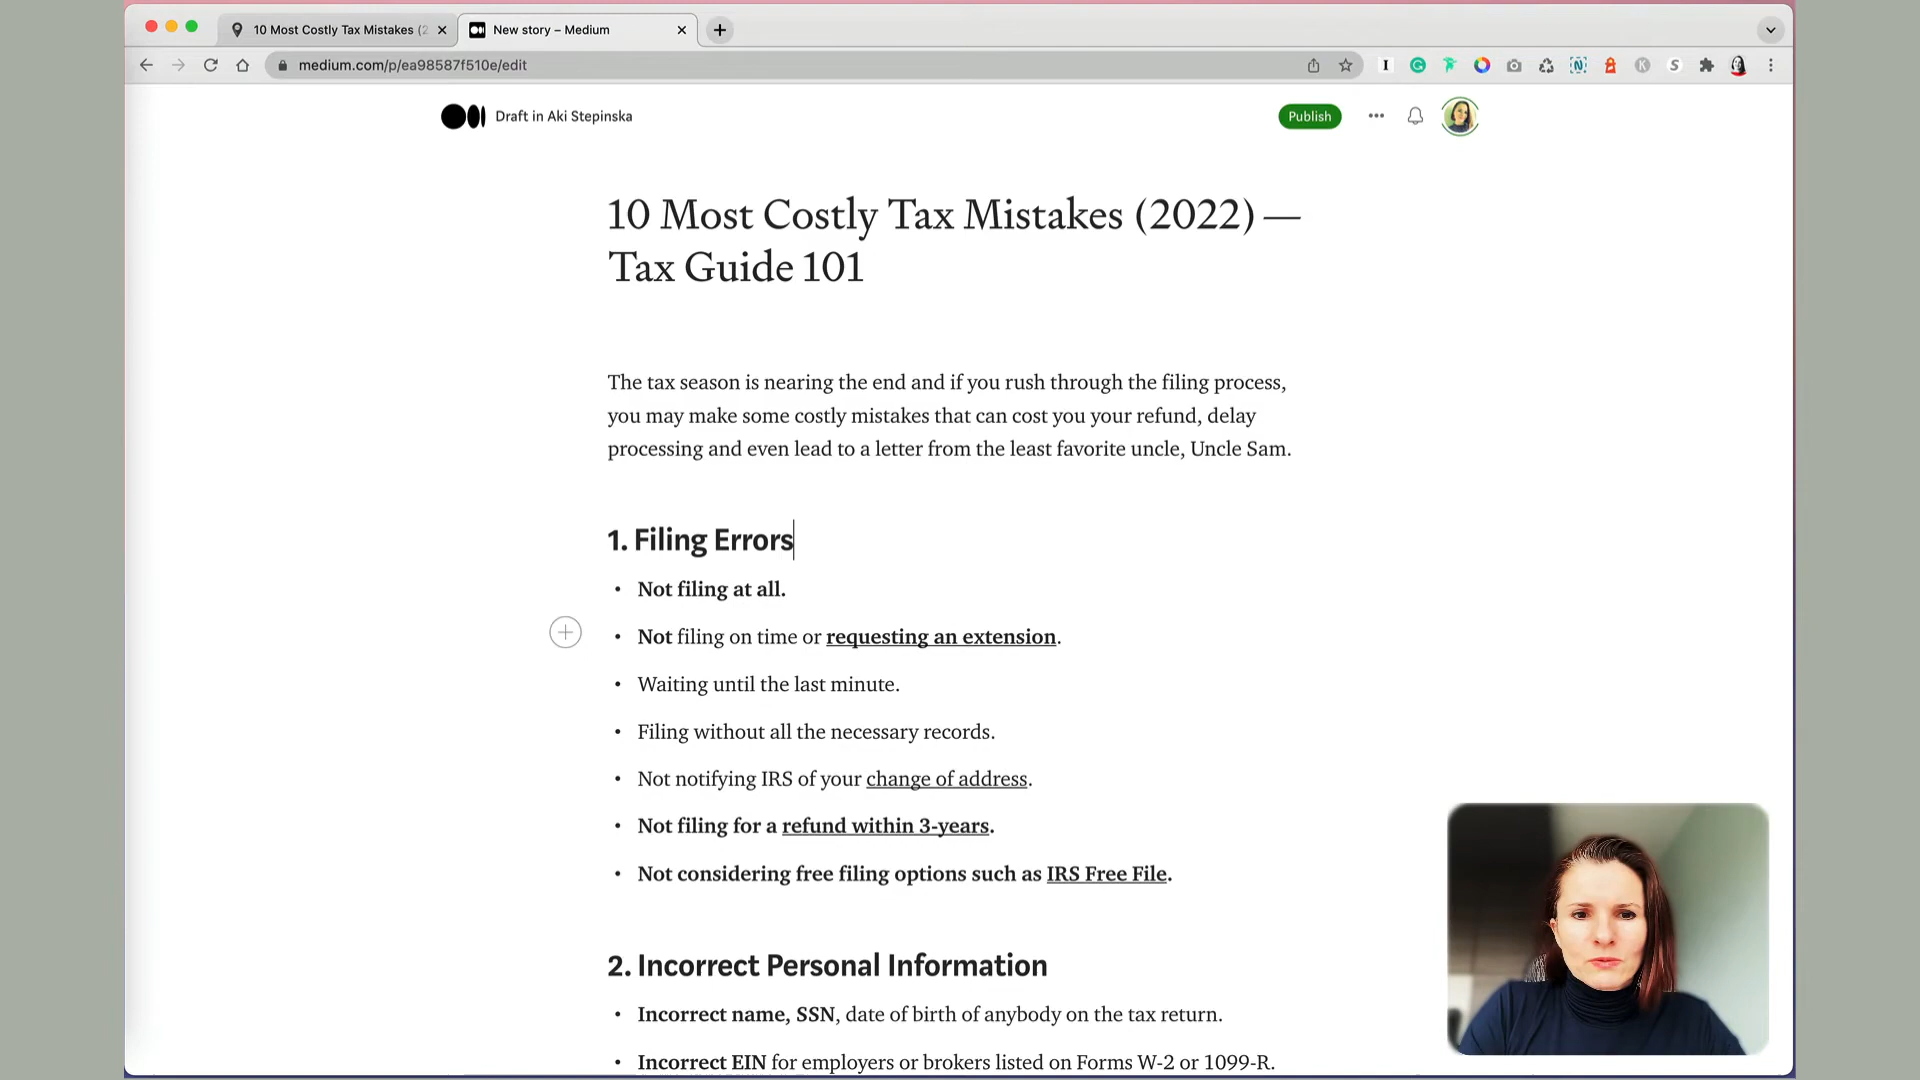 10 Most Costly Tax Mistakes (2
New story – Medium
medium.com/p/ea98587f510e/edit
Draft in Aki Stepinska
Publish
10 Most Costly Tax Mistakes (2022) —
Tax Guide 101
The tax season is nearing the end and if you rush through the filing process,
you may make some costly mistakes that can cost you your refund, delay
processing and even lead to a letter from the least favorite uncle, Uncle Sam.
1. Filing Errors
• Not filing at all.
• Not filing on time or requesting an extension.
• Waiting until the last minute.
• Filing without all the necessary records.
• Not notifying IRS of your change of address.
• Not filing for a refund within 3-years.
• Not considering free filing options such as IRS Free File.
2. Incorrect Personal Information
• Incorrect name, SSN, date of birth of anybody on the tax return.
• Incorrect EIN for employers or brokers listed on Forms W-2 or 1099-R.